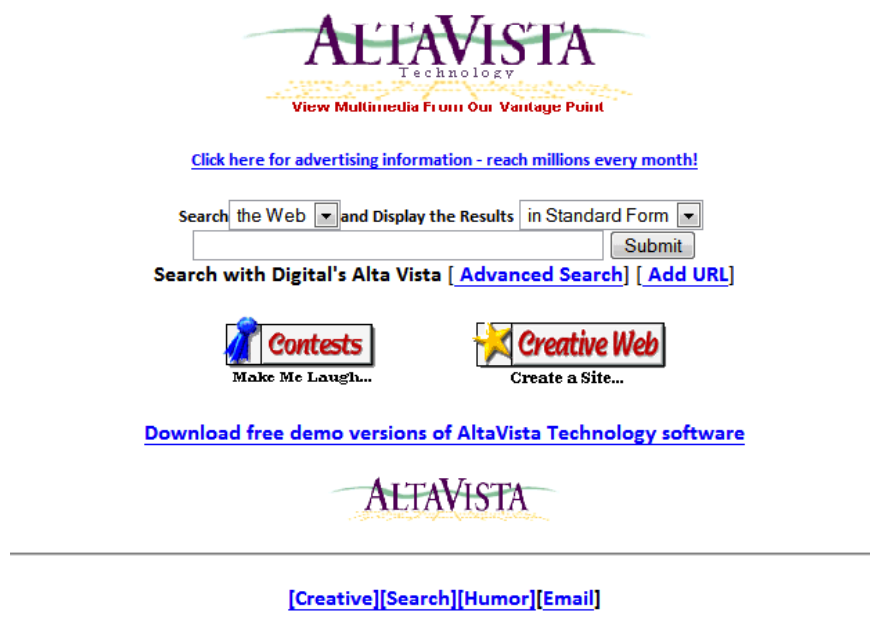 ALTAVISTA
Technology
View Multimedia From Our Vantage Point
Click here for advertising information - reach millions every month!
Search the Web and Display the Results in Standard Form
Submit
Search with Digital's Alta Vista [ Advanced Search] [ Add URL]
Contests Creative Web
Make Me Laugh... Create a Site...
Download free demo versions of AltaVista Technology software
ALTAVISTA
[Creative][Search][Humor][Email]